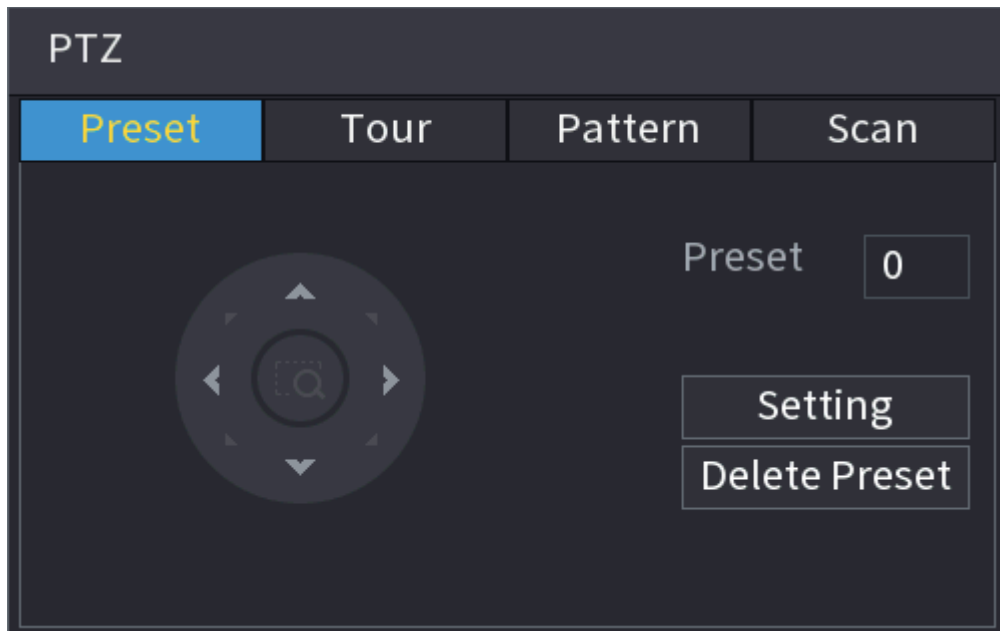 PTZ
Preset Tour Pattern Scan
Preset 0
Setting
Delete Preset